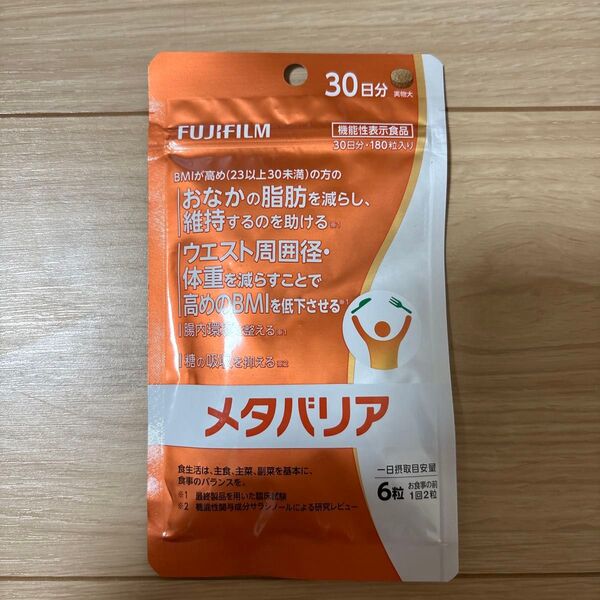 30日分
実物大
FUJIFILM
機能性表示食品
30日分・180粒入り
BMIが高め(23以上30未満)の方の
おなかの脂肪を減らし、
維持するのを助ける※1
ウエスト周囲径・
体重を減らすことで
高めのBMIを低下させる※1
腸内環境を整える※1
糖の吸収を抑える※2
メタバリア
食生活は、主食、主菜、副菜を基本に、
食事のバランスを。
※1 最終製品を用いた臨床試験
※2 機能性関与成分サラシノールによる研究レビュー
一日摂取目安量
6粒 お食事の前
1回2粒